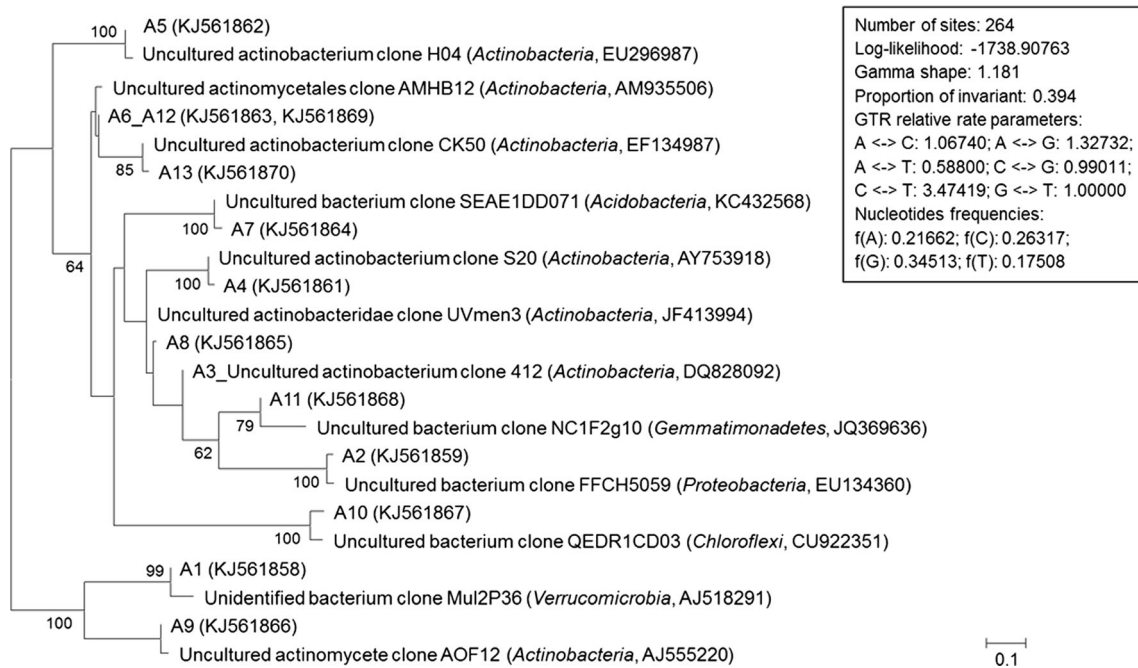 100
A5 (KJ561862)
Uncultured actinobacterium clone H04 (Actinobacteria, EU296987)
Uncultured actinomycetales clone AMHB12 (Actinobacteria, AM935506)
A6_A12 (KJ561863, KJ561869)
Uncultured actinobacterium clone CK50 (Actinobacteria, EF134987)
85
A13 (KJ561870)
Uncultured bacterium clone SEAE1DD071 (Acidobacteria, KC432568)
100
A7 (KJ561864)
64
Uncultured actinobacterium clone S20 (Actinobacteria, AY753918)
100
A4 (KJ561861)
Uncultured actinobacteridae clone UVmen3 (Actinobacteria, JF413994)
A8 (KJ561865)
A3_Uncultured actinobacterium clone 412 (Actinobacteria, DQ828092)
A11 (KJ561868)
79
Uncultured bacterium clone NC1F2g10 (Gemmatimonadetes, JQ369636)
62
A2 (KJ561859)
100
Uncultured bacterium clone FFCH5059 (Proteobacteria, EU134360)
A10 (KJ561867)
100
Uncultured bacterium clone QEDR1CD03 (Chloroflexi, CU922351)
99
A1 (KJ561858)
Unidentified bacterium clone Mul2P36 (Verrucomicrobia, AJ518291)
100
A9 (KJ561866)
Uncultured actinomycete clone AOF12 (Actinobacteria, AJ555220)
0.1
Number of sites: 264
Log-likelihood: -1738.90763
Gamma shape: 1.181
Proportion of invariant: 0.394
GTR relative rate parameters:
A <-> C: 1.06740; A <-> G: 1.32732;
A <-> T: 0.58800; C <-> G: 0.99011;
C <-> T: 3.47419; G <-> T: 1.00000
Nucleotides frequencies:
f(A): 0.21662; f(C): 0.26317;
f(G): 0.34513; f(T): 0.17508